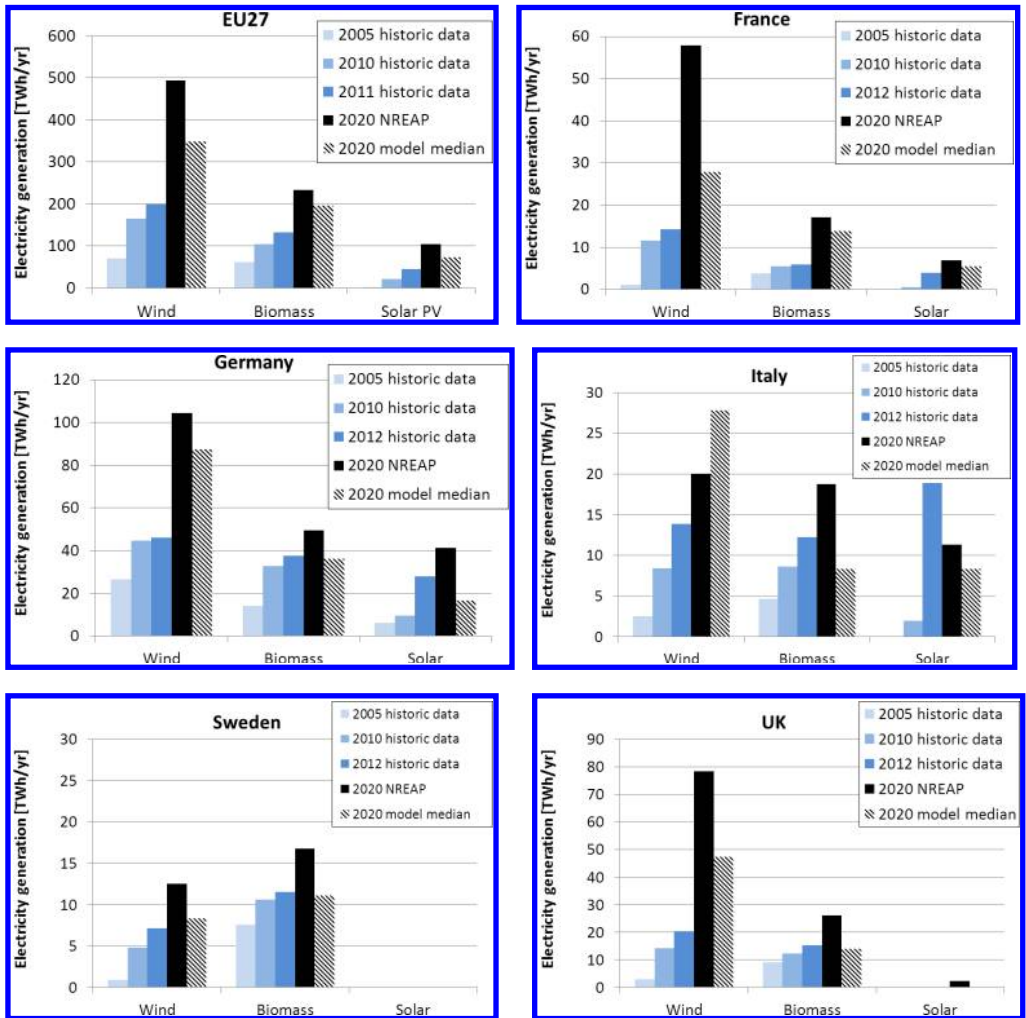 EU27
Electricity generation [TWh/yr]
600
500
400
300
200
100
0
2005 historic data
2010 historic data
2011 historic data
2020 NREAP
2020 model median
Wind Biomass Solar PV
France
Electricity generation [TWh/yr]
60
50
40
30
20
10
0
2005 historic data
2010 historic data
2012 historic data
2020 NREAP
2020 model median
Wind Biomass Solar
Germany
Electricity generation [TWh/yr]
120
100
80
60
40
20
0
2005 historic data
2010 historic data
2012 historic data
2020 NREAP
2020 model median
Wind Biomass Solar
Italy
Electricity generation [TWh/yr]
30
25
20
15
10
5
0
2005 historic data
2010 historic data
2012 historic data
2020 NREAP
2020 model median
Wind Biomass Solar
Sweden
Electricity generation [TWh/yr]
30
25
20
15
10
5
0
2005 historic data
2010 historic data
2012 historic data
2020 NREAP
2020 model median
Wind Biomass Solar
UK
Electricity generation [TWh/yr]
90
80
70
60
50
40
30
20
10
0
2005 historic data
2010 historic data
2012 historic data
2020 NREAP
2020 model median
Wind Biomass Solar